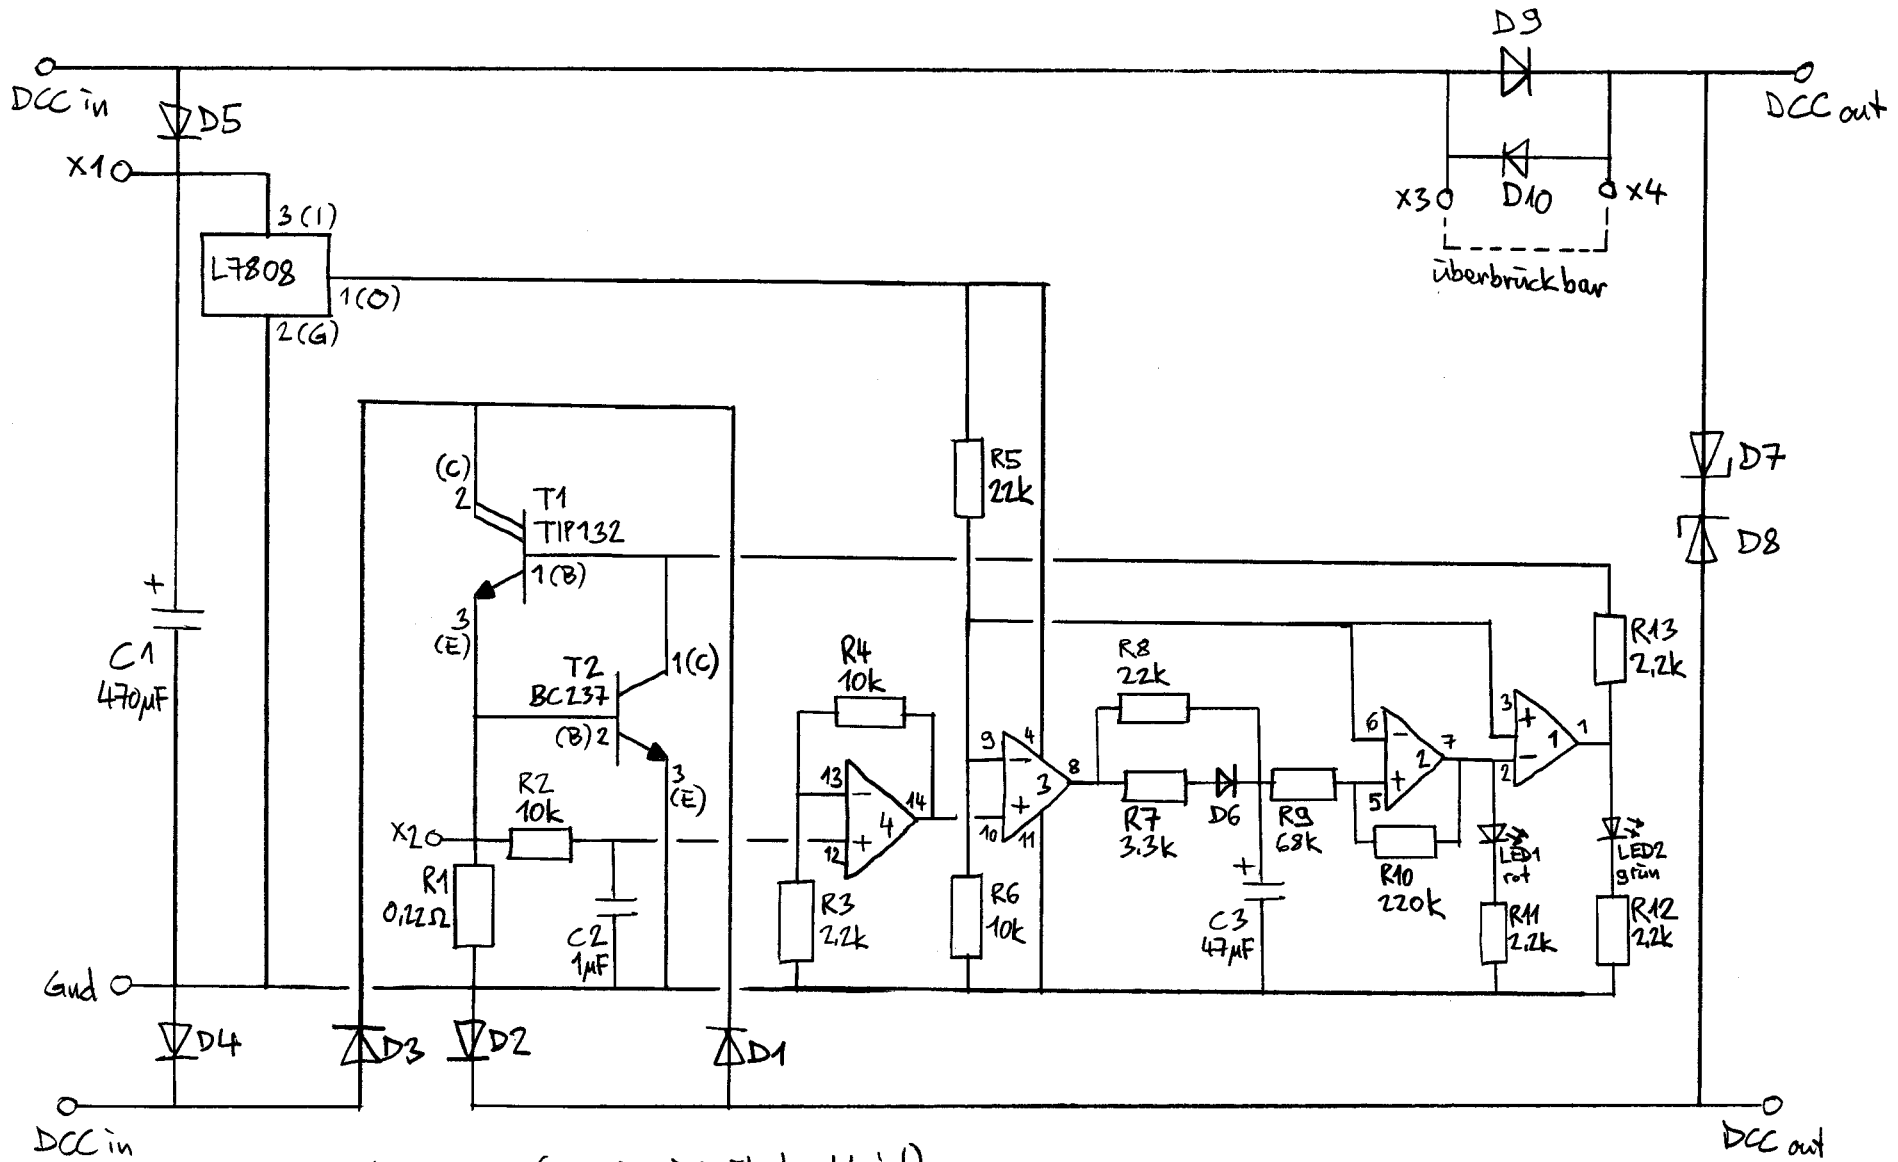 D9
DCC in
DCC out
D5
X1
3(I)
L7808
1(O)
2(G)
X3
D10
X4
überbrückbar
(C)
2
T1
TIP132
1(B)
3
(E)
R5
22k
D7
D8
+
C1
470µF
T2
BC237
(B)2
1(C)
3
(E)
R4
10k
R8
22k
R13
2,2k
R2
10k
X2
R1
0,22Ω
C2
1µF
13
−
14
4
+
12
R3
2,2k
9
−
4
8
3
+
10
11
R6
10k
R7
3,3k
D6
R9
68k
+
C3
47µF
6
−
7
2
+
5
R10
220k
3
+
1
1
−
2
LED1
rot
LED2
grün
R11
2,2k
R12
2,2k
Gnd
D4
D3
D2
D1
DCC in
DCC out